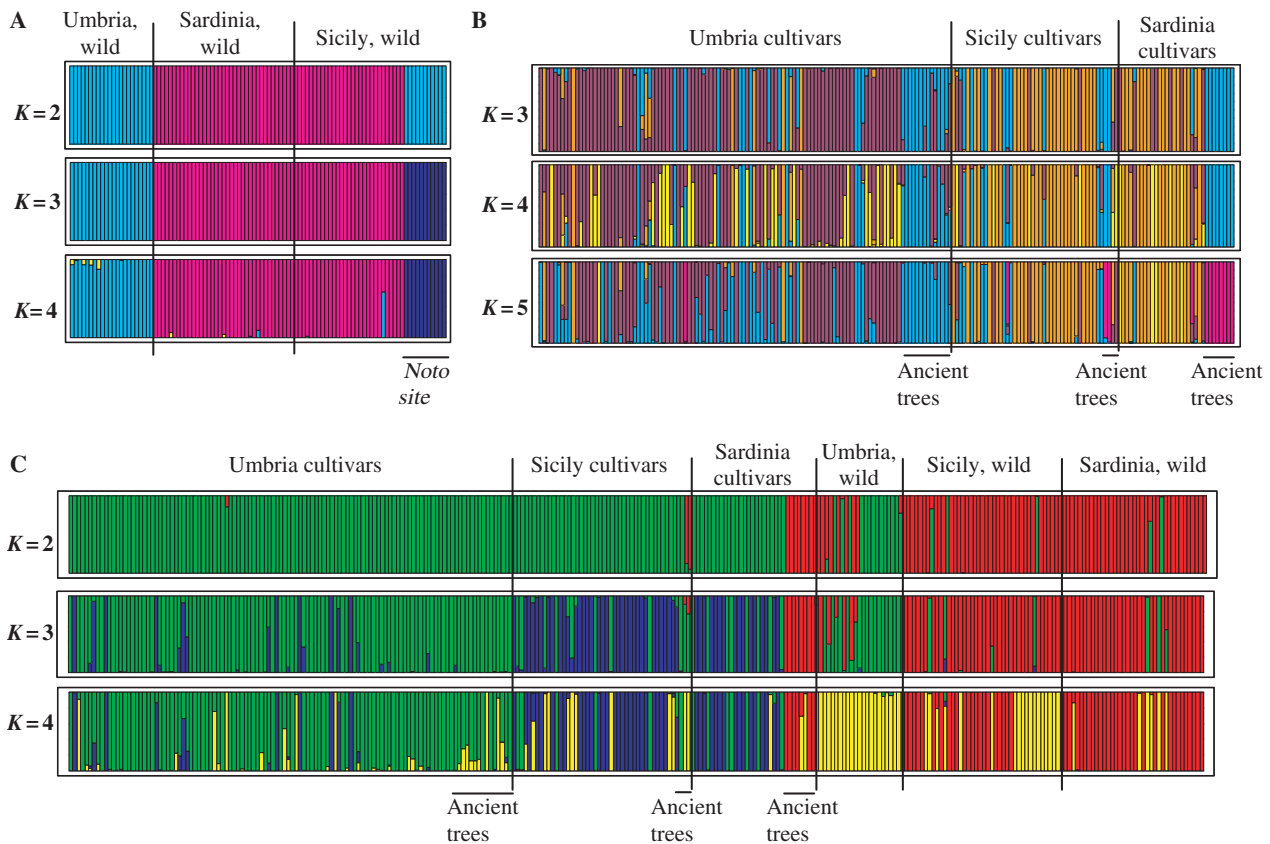 A
Umbria,
wild
Sardinia,
wild
Sicily, wild
K=2
K=3
K=4
Noto
site
B
Umbria cultivars
Sicily cultivars
Sardinia
cultivars
K=3
K=4
K=5
Ancient
trees
Ancient
trees
Ancient
trees
C
Umbria cultivars
Sicily cultivars
Sardinia
cultivars
Umbria,
wild
Sicily, wild
Sardinia, wild
K=2
K=3
K=4
Ancient
trees
Ancient
trees
Ancient
trees